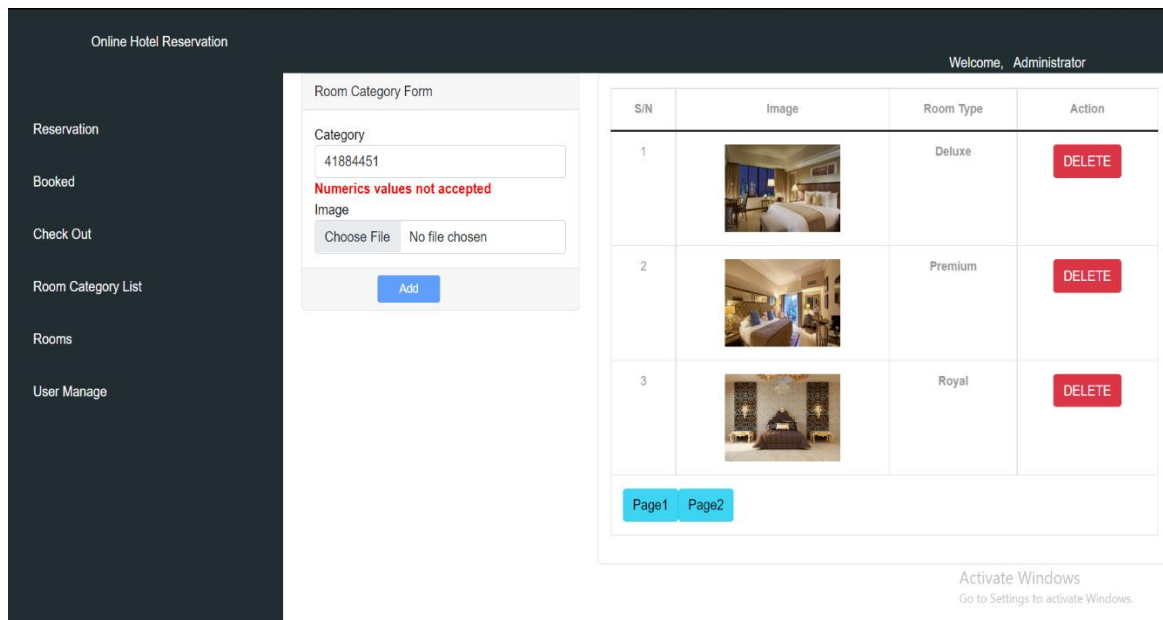 Online Hotel Reservation
Welcome, Administrator
Reservation
Booked
Check Out
Room Category List
Rooms
User Manage
Room Category Form
Category
41884451
Numerics values not accepted
Image
Choose File No file chosen
Add
S/N Image Room Type Action
1 Deluxe DELETE
2 Premium DELETE
3 Royal DELETE
Page1 Page2
Activate Windows
Go to Settings to activate Windows.